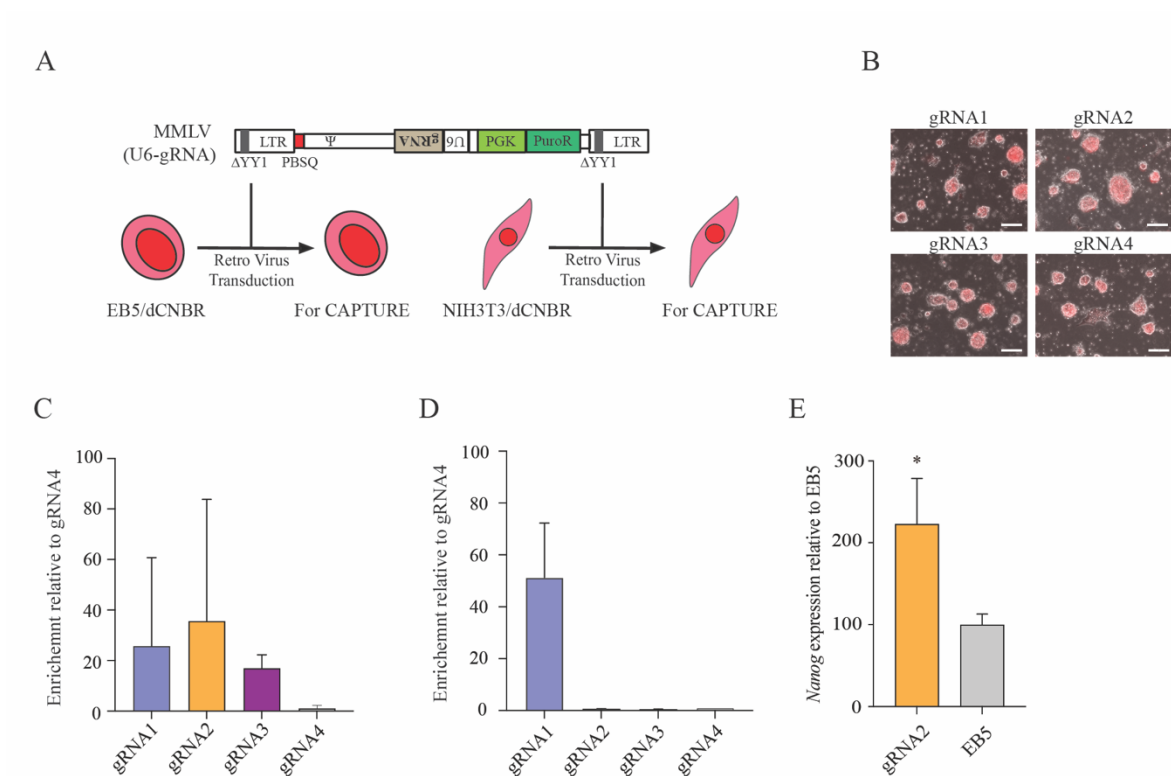 A
MMLV
(U6-gRNA)
LTR
Ψ
gRNA
U6
PGK
PuroR
LTR
ΔYY1
PBSQ
ΔYY1
Retro Virus
Transduction
Retro Virus
Transduction
EB5/dCNBR
For CAPTURE
NIH3T3/dCNBR
For CAPTURE
B
gRNA1
gRNA2
gRNA3
gRNA4
C
Enrichemnt relative to gRNA4
100
80
60
40
20
0
gRNA1
gRNA2
gRNA3
gRNA4
D
Enrichemnt relative to gRNA4
100
80
60
40
20
0
gRNA1
gRNA2
gRNA3
gRNA4
E
Nanog expression relative to EB5
300
200
100
0
*
gRNA2
EB5